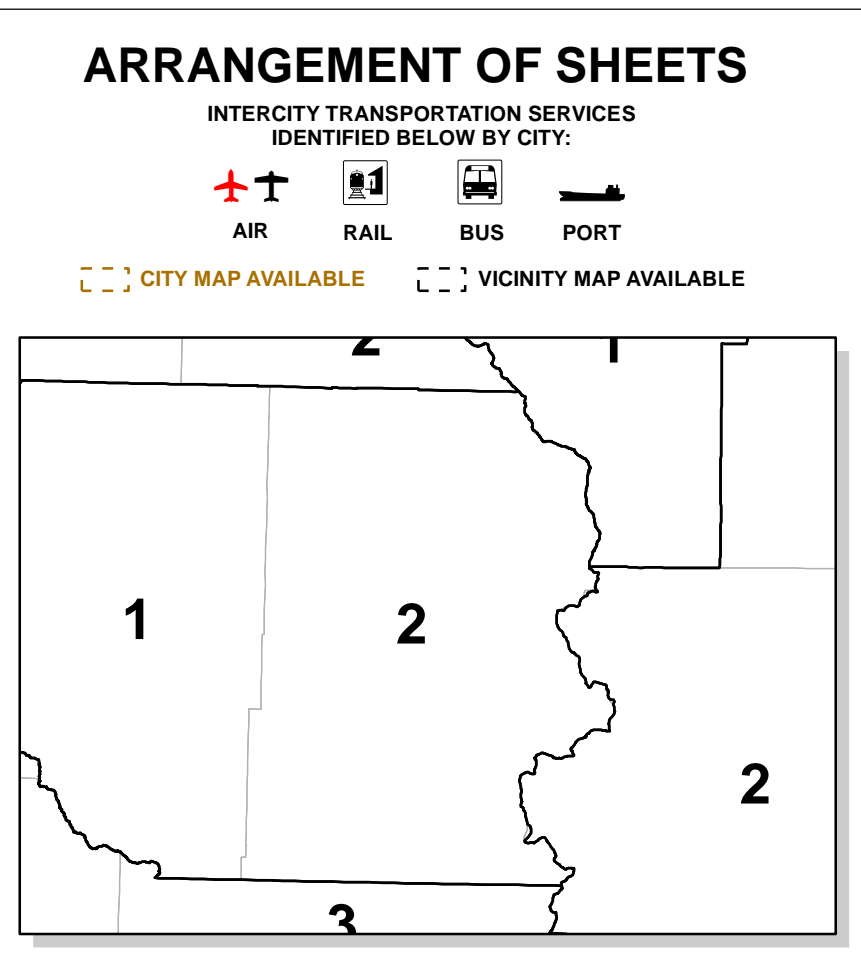 ARRANGEMENT OF SHEETS
INTERCITY TRANSPORTATION SERVICES
IDENTIFIED BELOW BY CITY:
AIR RAIL BUS PORT
CITY MAP AVAILABLE VICINITY MAP AVAILABLE
2 1
1 2
2
3